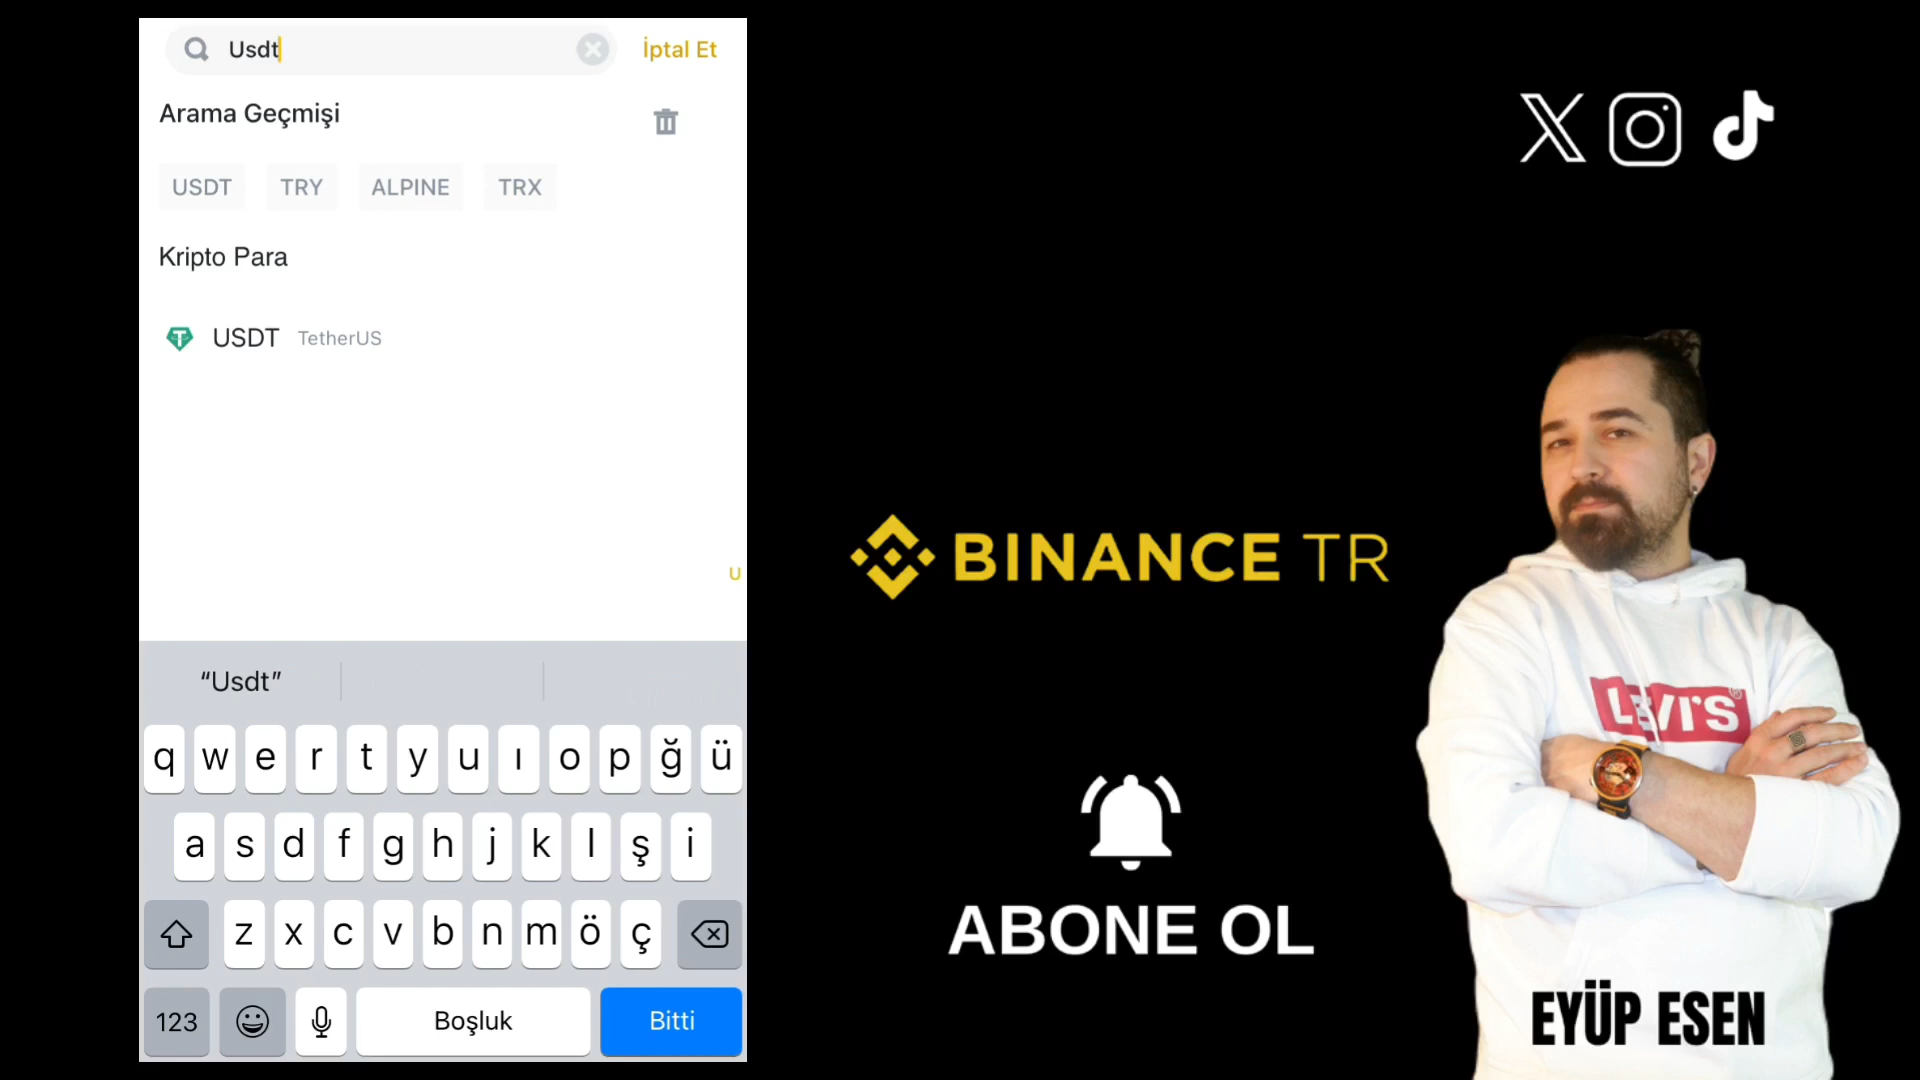 Usdt
İptal Et
Arama Geçmişi
USDT TRY ALPINE TRX
Kripto Para
USDT TetherUS
U
“Usdt”
q w e r t y u ı o p ğ ü
a s d f g h j k l ş i
z x c v b n m ö ç
123 Boşluk Bitti
BINANCE TR
ABONE OL
LEVI'S
EYÜP ESEN